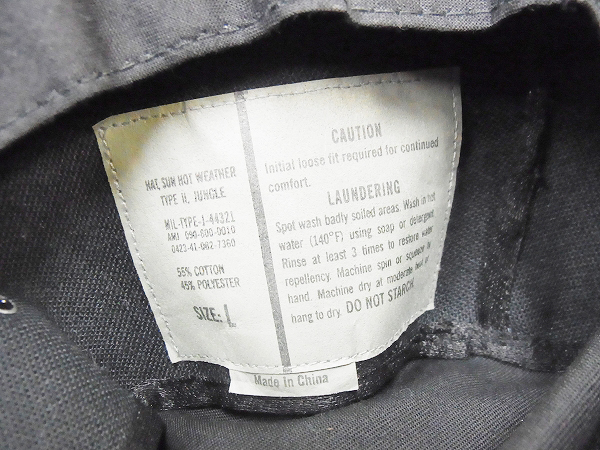 HAT, SUN HOT WEATHER
TYPE II, JUNGLE
MIL-TYPE-J-44321
AMJ 090-800-0010
0423-41-062-7360
55% COTTON
45% POLYESTER
SIZE: L
CAUTION
Initial loose fit required for continued
comfort.
LAUNDERING
Spot wash badly soiled areas. Wash in hot
water (140°F) using soap or detergent.
Rinse at least 3 times to restore water
repellency. Machine spin or squeeze by
hand. Machine dry at moderate heat or
hang to dry. DO NOT STARCH.
Made in China